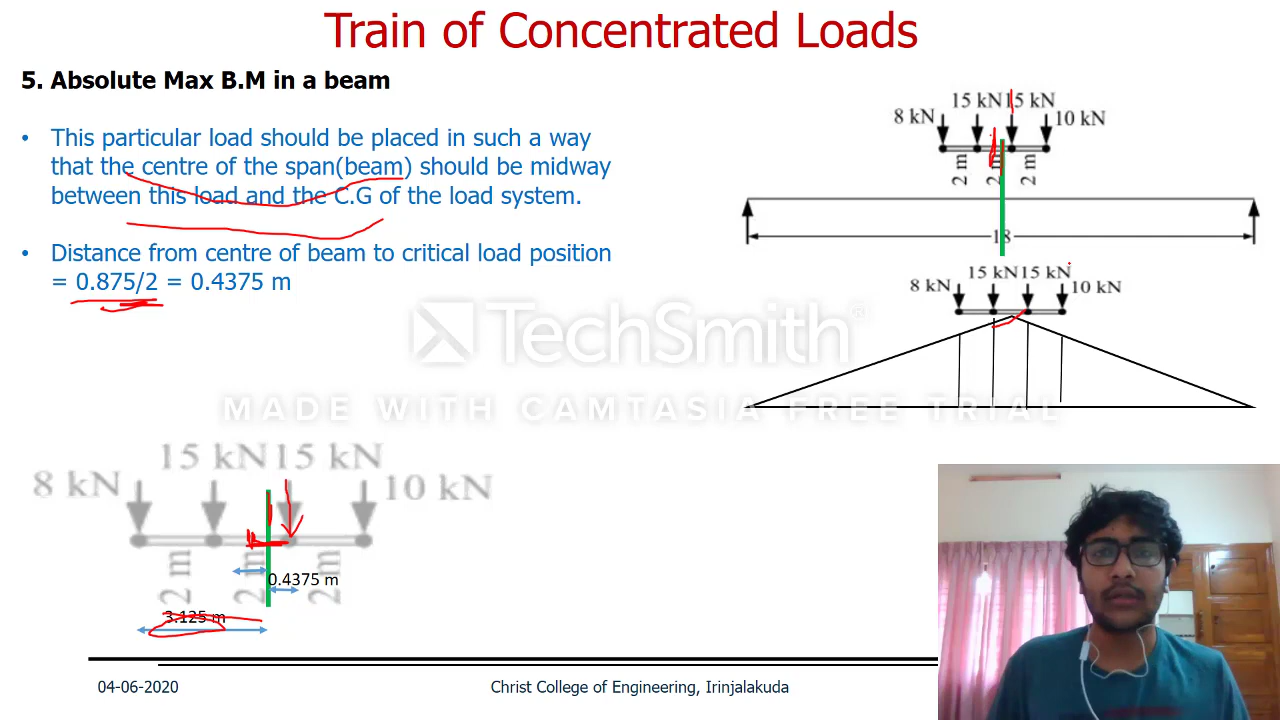 Train of Concentrated Loads
5. Absolute Max B.M in a beam
• This particular load should be placed in such a way
that the centre of the span(beam) should be midway
between this load and the C.G of the load system.
• Distance from centre of beam to critical load position
= 0.875/2 = 0.4375 m
15 kN 15 kN
8 kN 10 kN
2 m 2 m 2 m
18
15 kN 15 kN
8 kN 10 kN
TechSmith®
MADE WITH CAMTASIA FREE TRIAL
15 kN 15 kN
8 kN 10 kN
2 m 2 m 2 m
0.4375 m
3.125 m
04-06-2020
Christ College of Engineering, Irinjalakuda